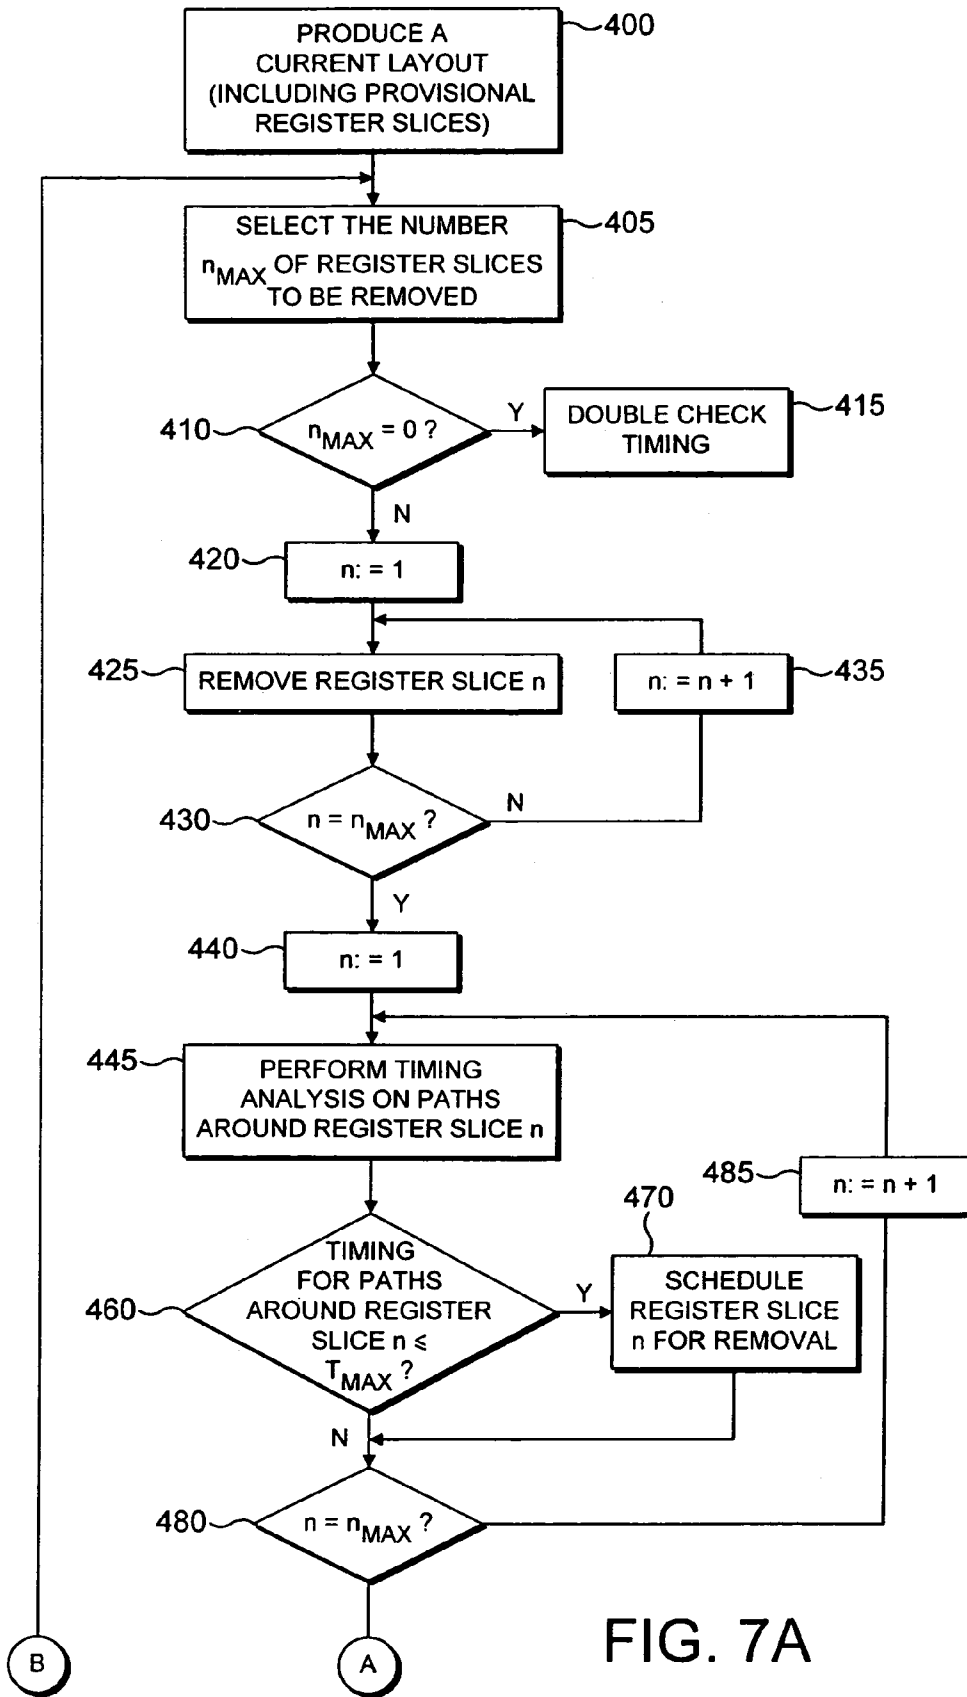 PRODUCE A
CURRENT LAYOUT
(INCLUDING PROVISIONAL
REGISTER SLICES)
400
SELECT THE NUMBER
nMAX OF REGISTER SLICES
TO BE REMOVED
405
410
nMAX = 0 ?
Y
DOUBLE CHECK
TIMING
415
N
420
n: = 1
425
REMOVE REGISTER SLICE n
n: = n + 1
435
430
n = nMAX ?
N
Y
440
n: = 1
445
PERFORM TIMING
ANALYSIS ON PATHS
AROUND REGISTER SLICE n
485
n: = n + 1
460
TIMING
FOR PATHS
AROUND REGISTER
SLICE n ⩽
TMAX ?
Y
470
SCHEDULE
REGISTER SLICE
n FOR REMOVAL
N
480
n = nMAX ?
B
A
FIG. 7A